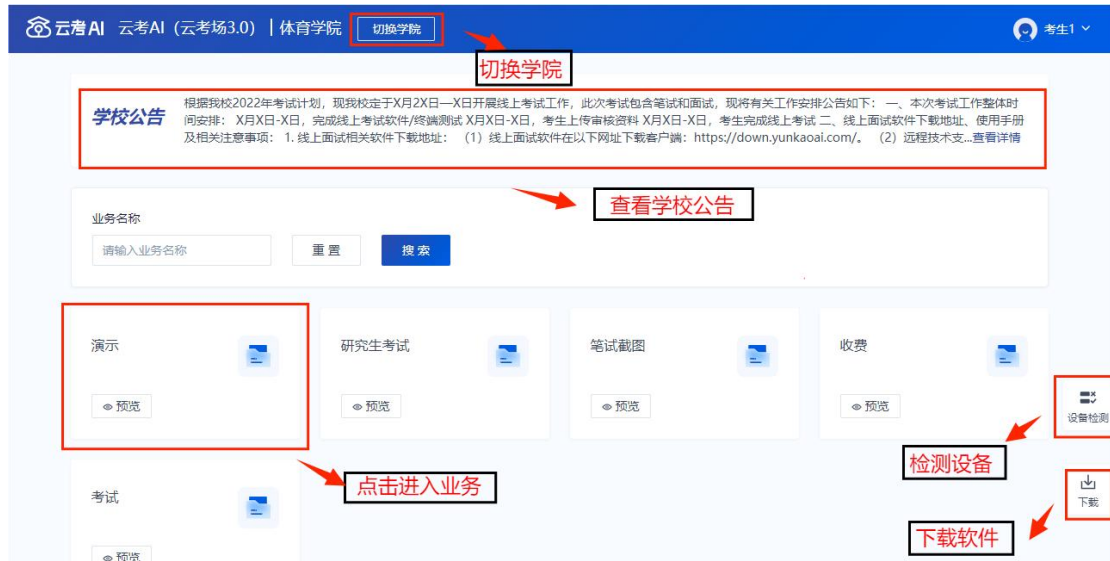 云考AI 云考AI（云考场3.0）｜体育学院 切换学院 考生1
切换学院
学校公告
根据我校2022年考试计划，现我校定于X月2X日—X日开展线上考试工作，此次考试包含笔试和面试，现将有关工作安排公告如下： 一、本次考试工作整体时
间安排： X月X日-X日，完成线上考试软件/终端测试 X月X日-X日，考生上传审核资料 X月X日-X日，考生完成线上考试 二、线上面试软件下载地址、使用手册
及相关注意事项： 1. 线上面试相关软件下载地址： （1）线上面试软件在以下网址下载客户端：https://down.yunkaoai.com/。 （2）远程技术支...查看详情
查看学校公告
业务名称
请输入业务名称 重置 搜索
演示 研究生考试 笔试截图 收费
预览 预览 预览 预览
设备检测
检测设备
点击进入业务
考试
下载
下载软件
预览